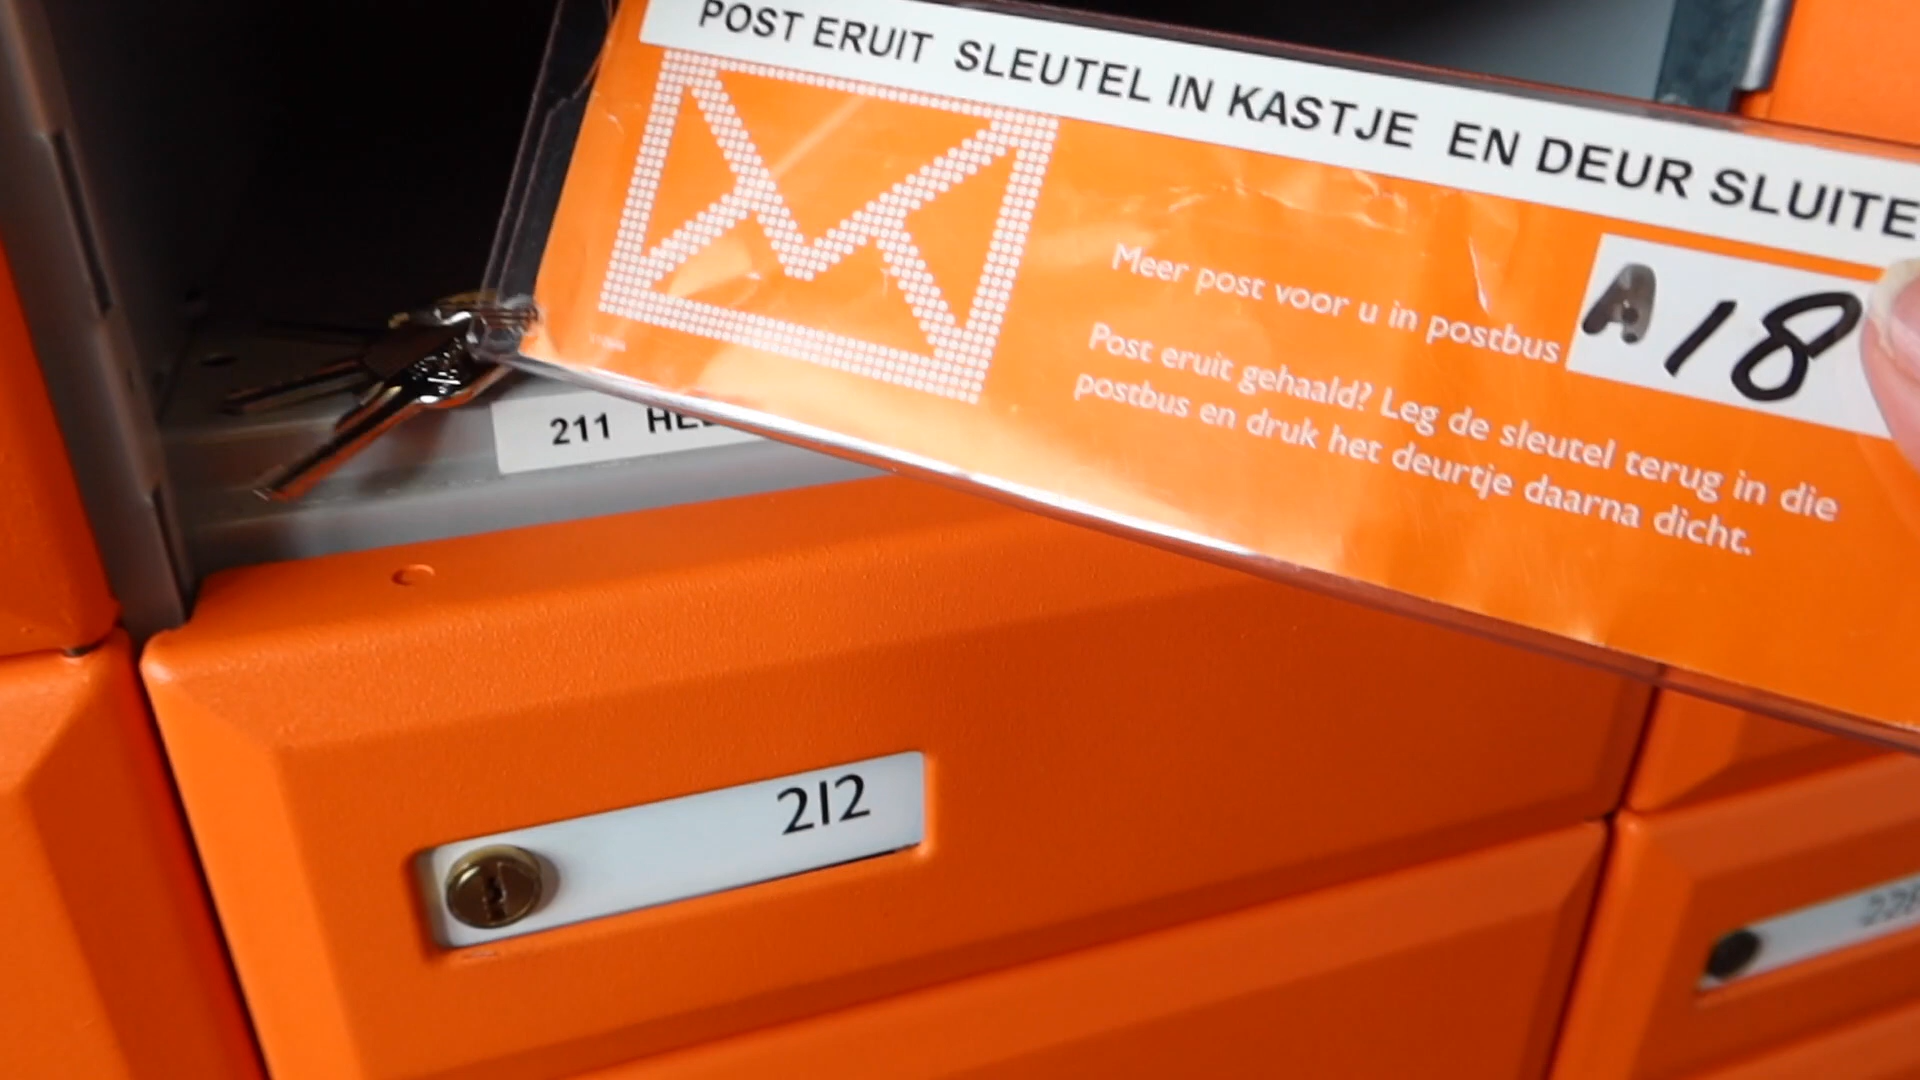 POST ERUIT SLEUTEL IN KASTJE EN DEUR SLUITE
Meer post voor u in postbus A18
Post eruit gehaald? Leg de sleutel terug in die
postbus en druk het deurtje daarna dicht.
211
212